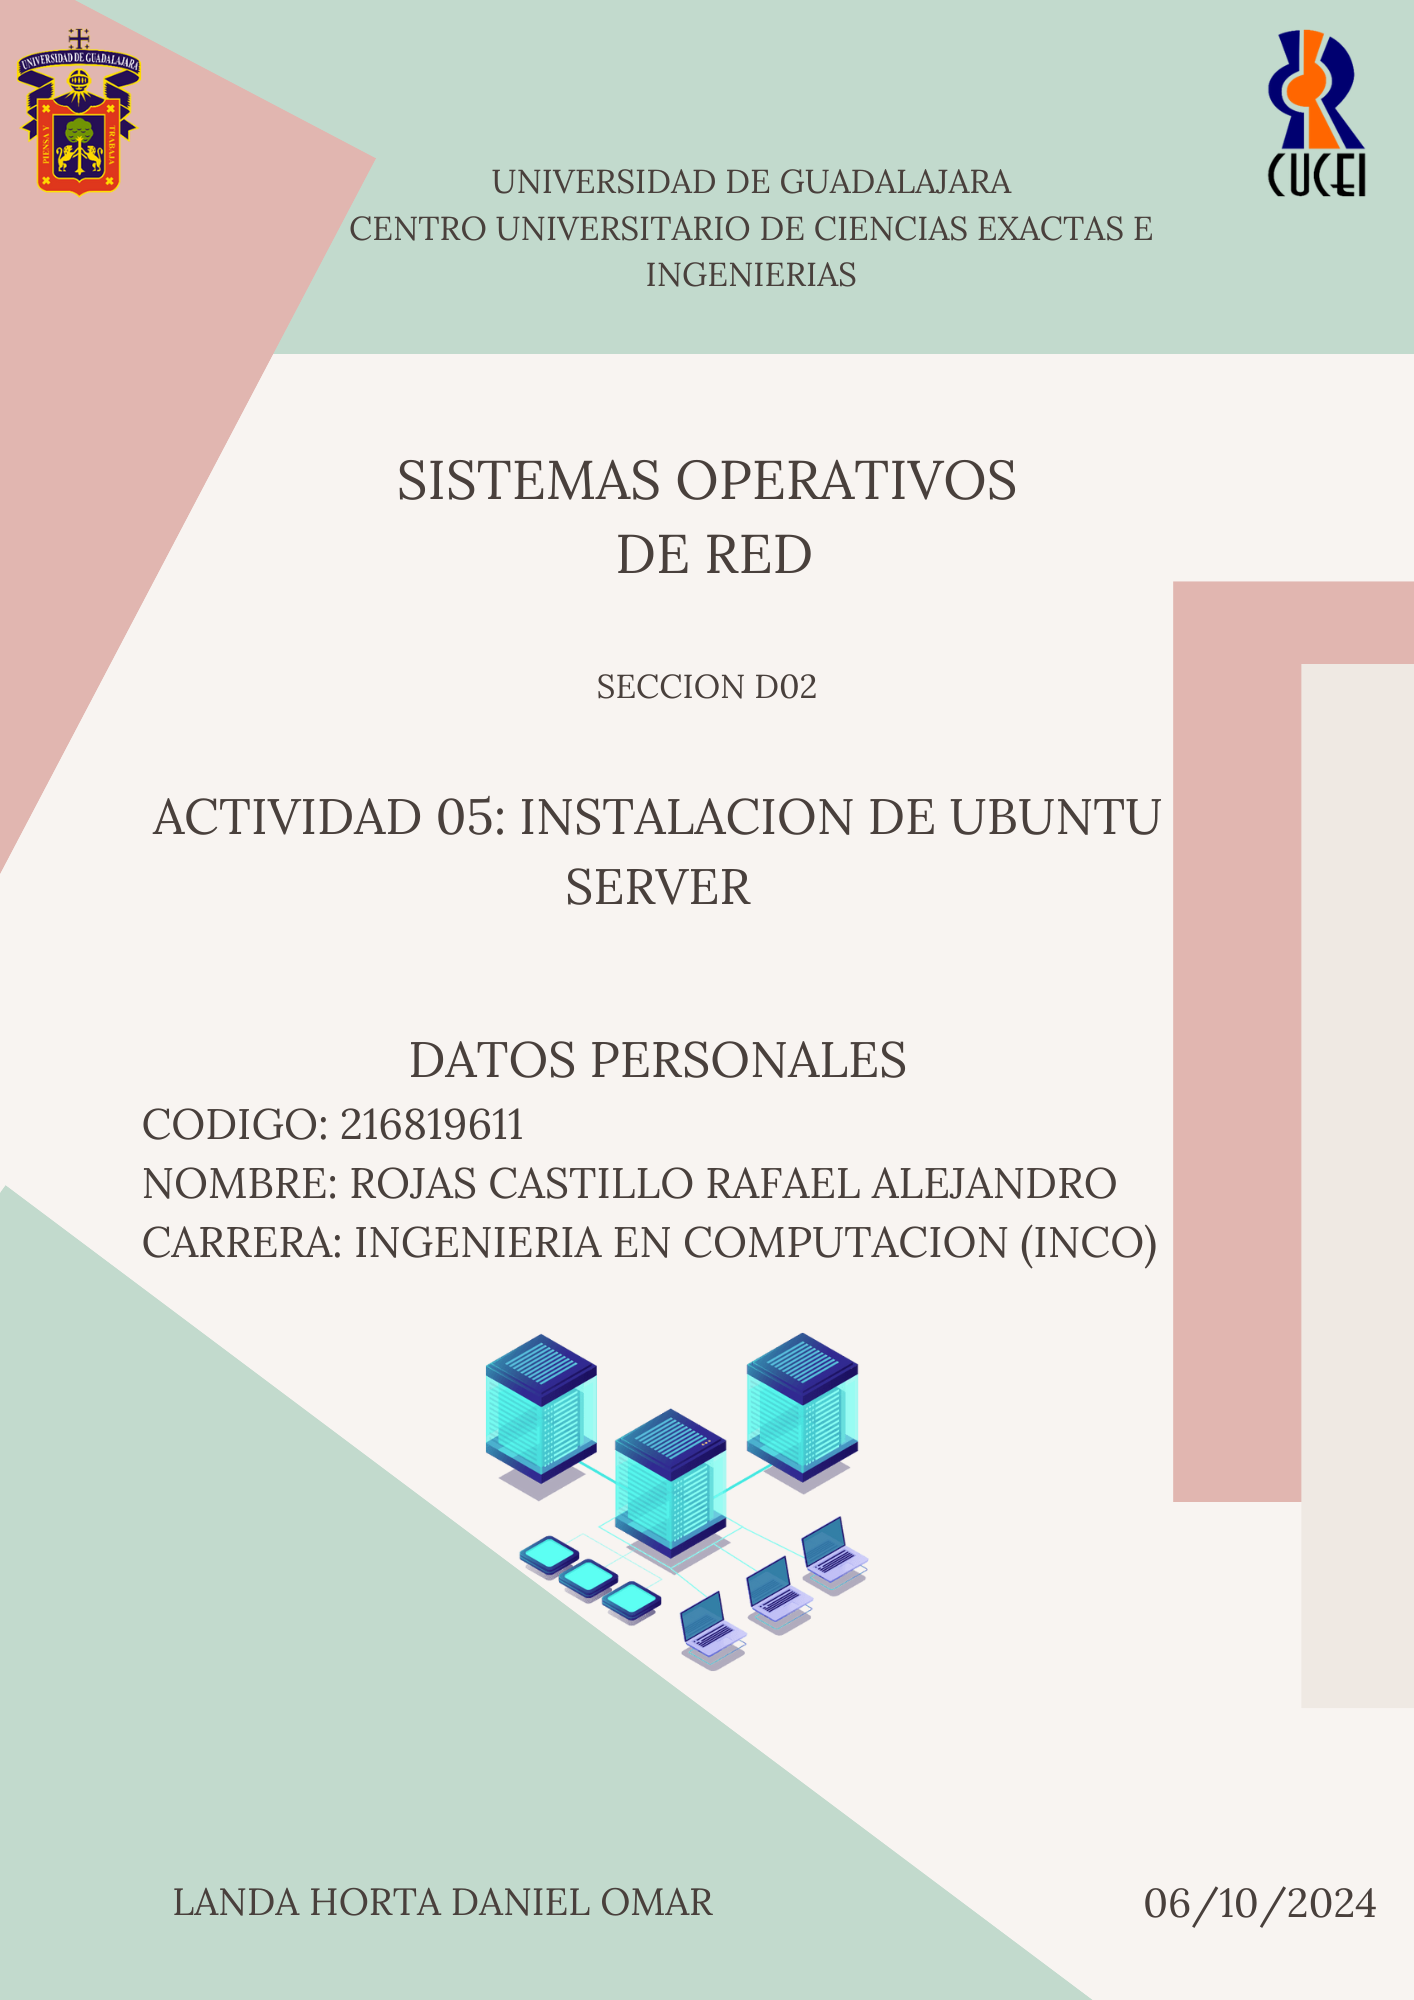 UNIVERSIDAD DE GUADALAJARA
PIENSA Y
TRABAJA
CUCEI
UNIVERSIDAD DE GUADALAJARA
CENTRO UNIVERSITARIO DE CIENCIAS EXACTAS E
INGENIERIAS
SISTEMAS OPERATIVOS
DE RED
SECCION D02
ACTIVIDAD 05: INSTALACION DE UBUNTU
SERVER
DATOS PERSONALES
CODIGO: 216819611
NOMBRE: ROJAS CASTILLO RAFAEL ALEJANDRO
CARRERA: INGENIERIA EN COMPUTACION (INCO)
LANDA HORTA DANIEL OMAR
06/10/2024